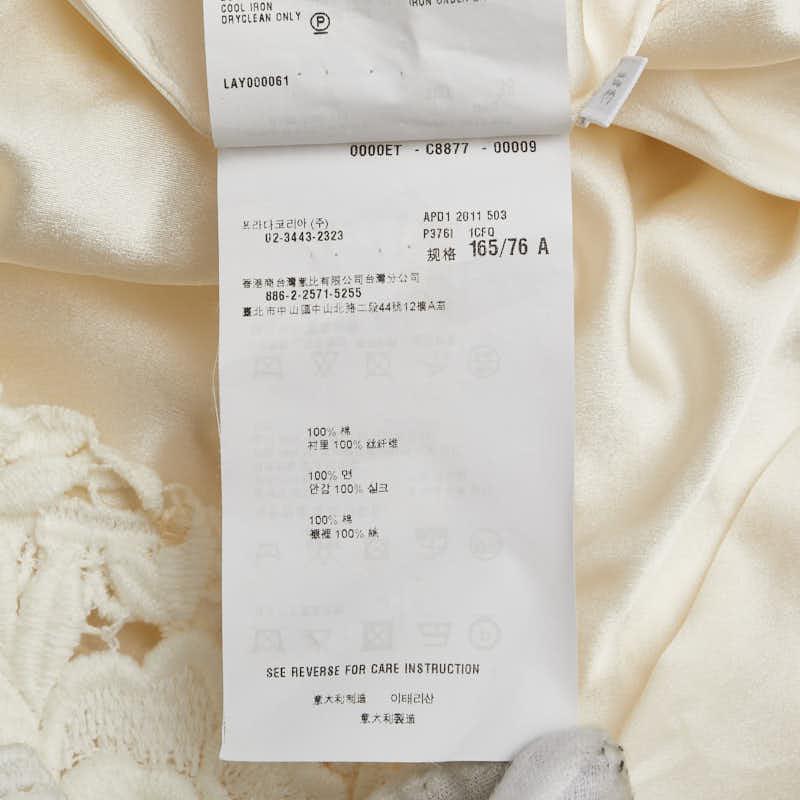 COOL IRON
DRYCLEAN ONLY P
LAY000061
0000ET - C8877 - 00009
프라다코리아 (주)
02-3443-2323
APD1 2011 503
P376I 1CFQ
规格 165/76 A
香港商台灣寬比有限公司台灣分公司
886-2-2571-5255
臺北市中山區中山北路二段44號12樓A室
100% 棉
衬里 100% 丝纤维
100% 면
안감 100% 실크
100% 棉
襯裡 100% 絲
SEE REVERSE FOR CARE INSTRUCTION
意大利制造 이태리산
意大利製造